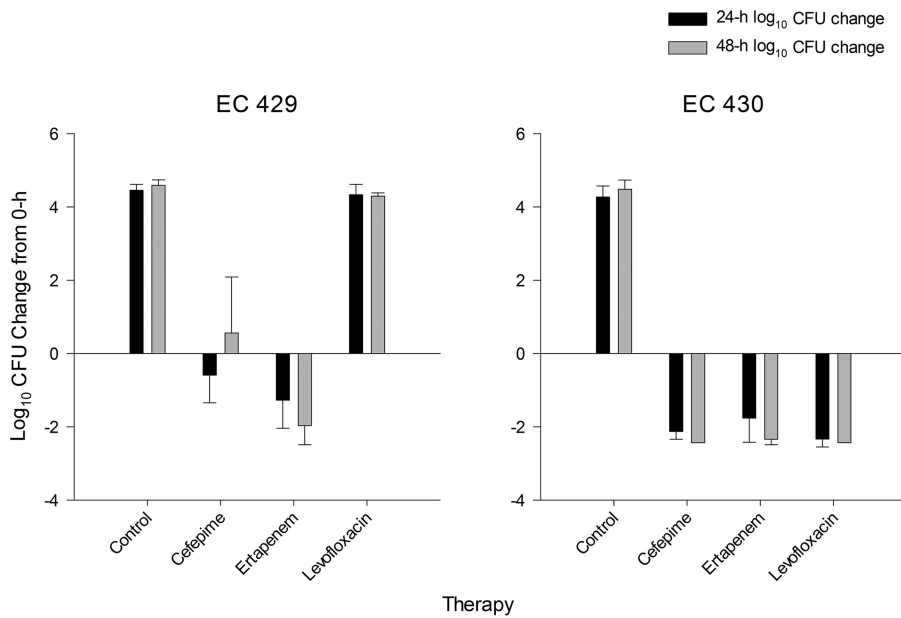 24-h log₁₀ CFU change
48-h log₁₀ CFU change
EC 429
EC 430
Log₁₀ CFU Change from 0-h
6
4
2
0
-2
-4
6
4
2
0
-2
-4
Control
Cefepime
Ertapenem
Levofloxacin
Control
Cefepime
Ertapenem
Levofloxacin
Therapy